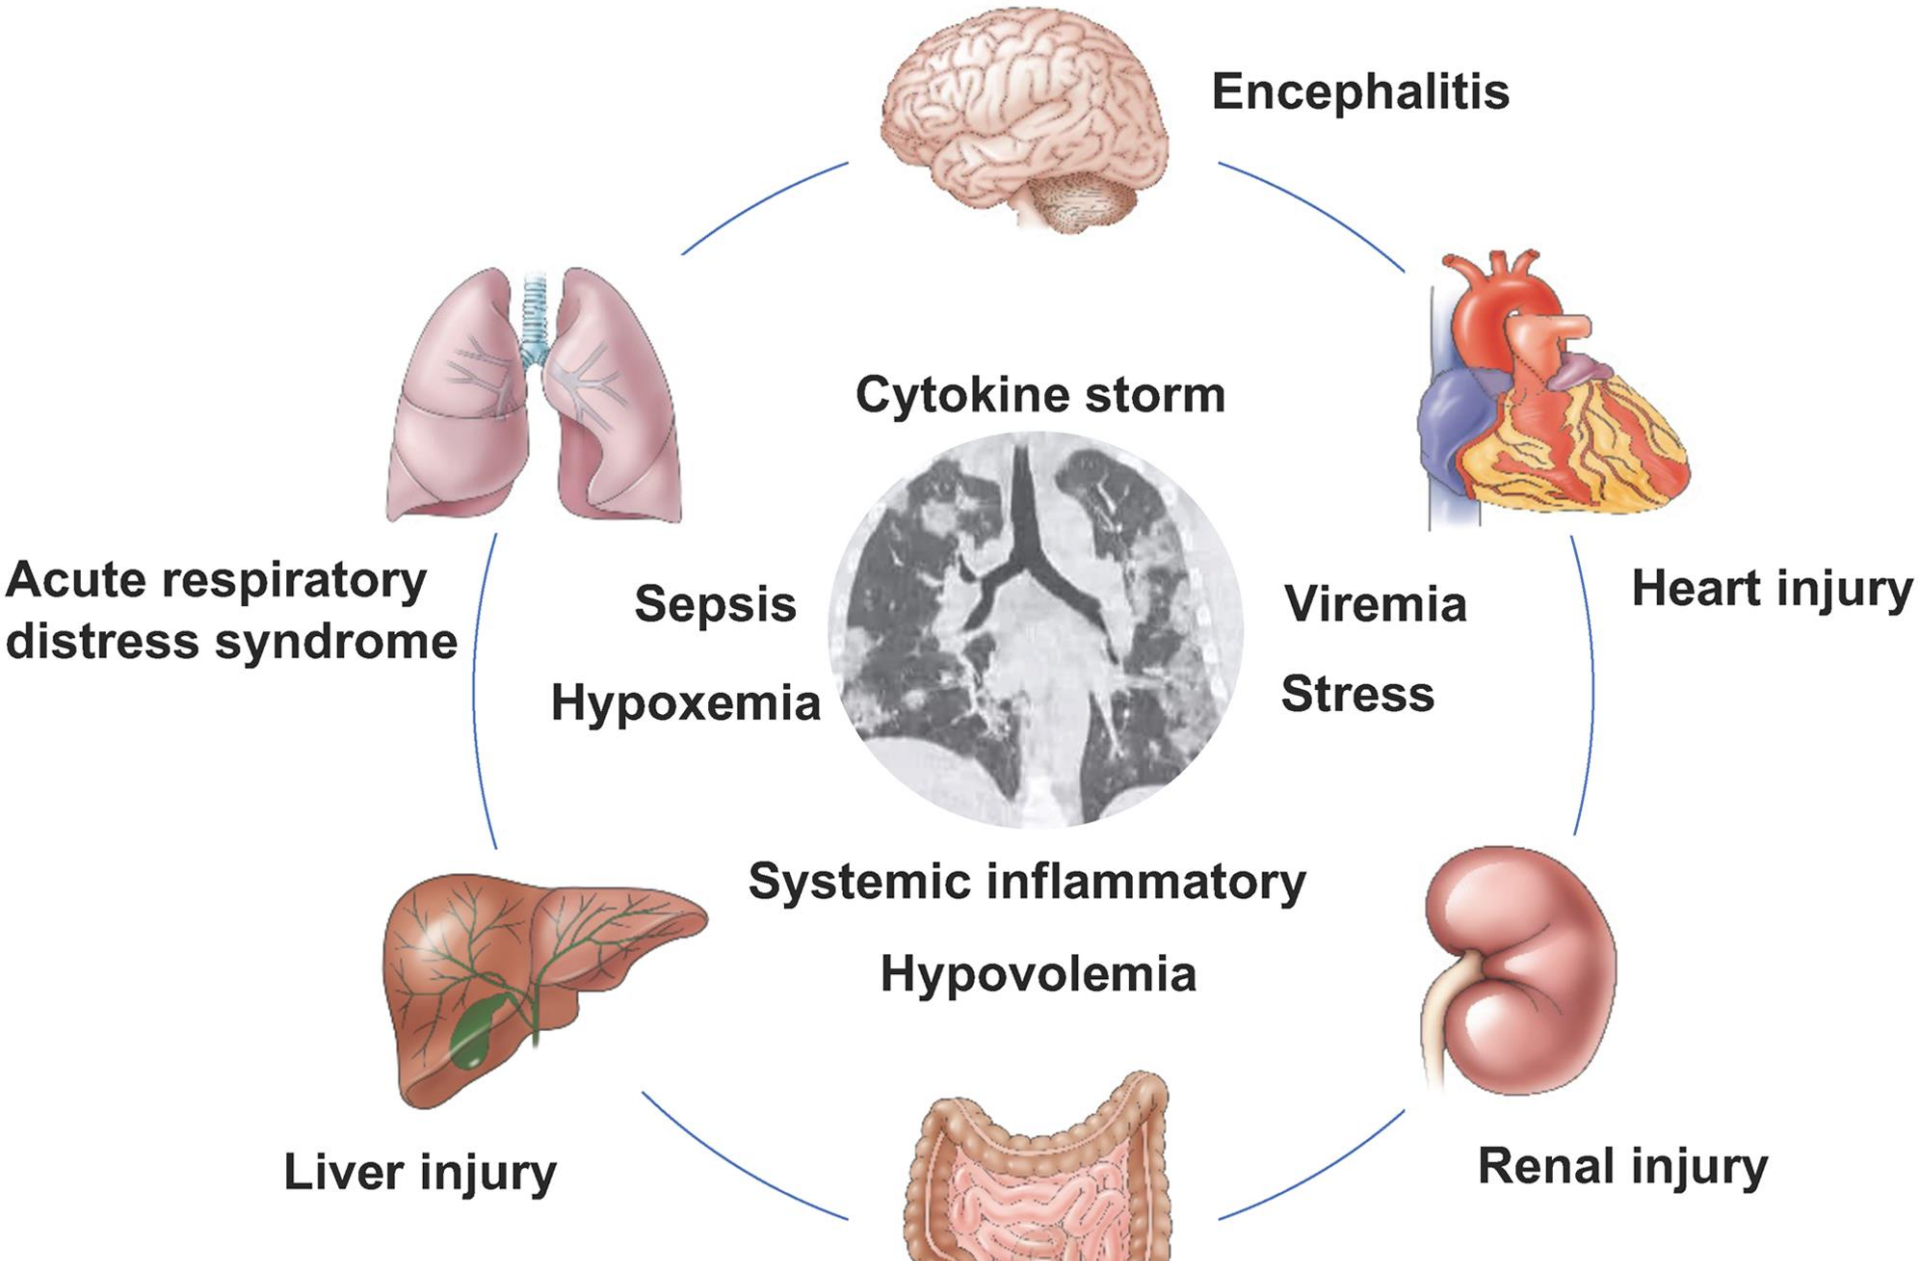 Encephalitis
Cytokine storm
Acute respiratory
distress syndrome
Sepsis
Viremia
Heart injury
Hypoxemia
Stress
Systemic inflammatory
Hypovolemia
Liver injury
Renal injury